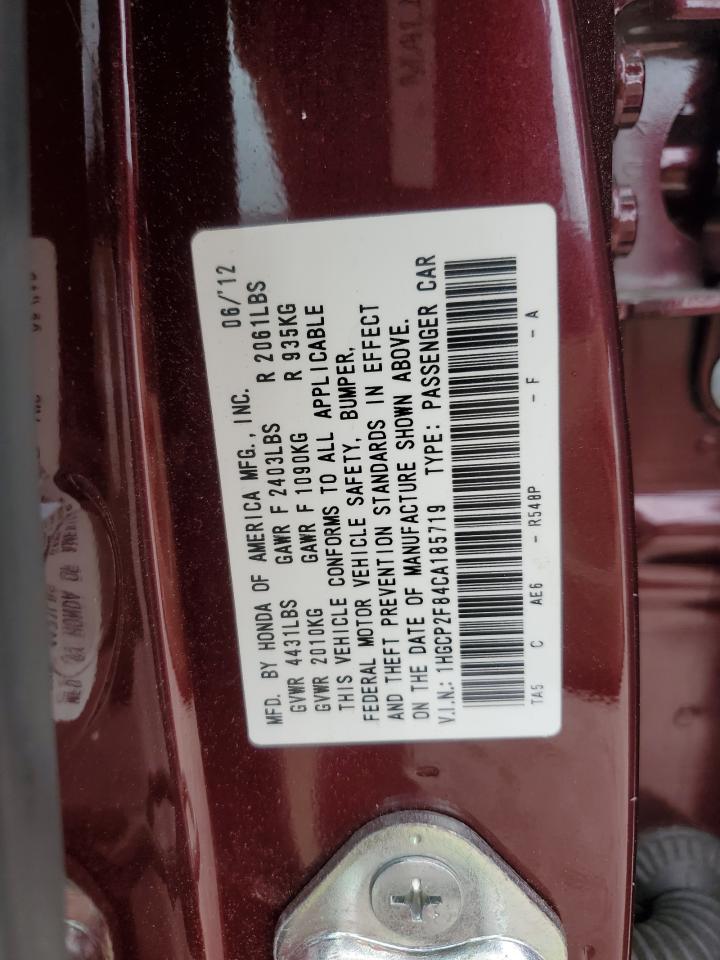 MFD. BY HONDA OF AMERICA MFG., INC. 06/'12
GVWR 4431LBS GAWR F 2403LBS R 2061LBS
GVWR 2010KG GAWR F 1090KG R 935KG
THIS VEHICLE CONFORMS TO ALL APPLICABLE
FEDERAL MOTOR VEHICLE SAFETY, BUMPER,
AND THEFT PREVENTION STANDARDS IN EFFECT
ON THE DATE OF MANUFACTURE SHOWN ABOVE.
V.I.N.: 1HGCP2F84CA185719 TYPE: PASSENGER CAR
TA5 C AE6 - R548P - F - A